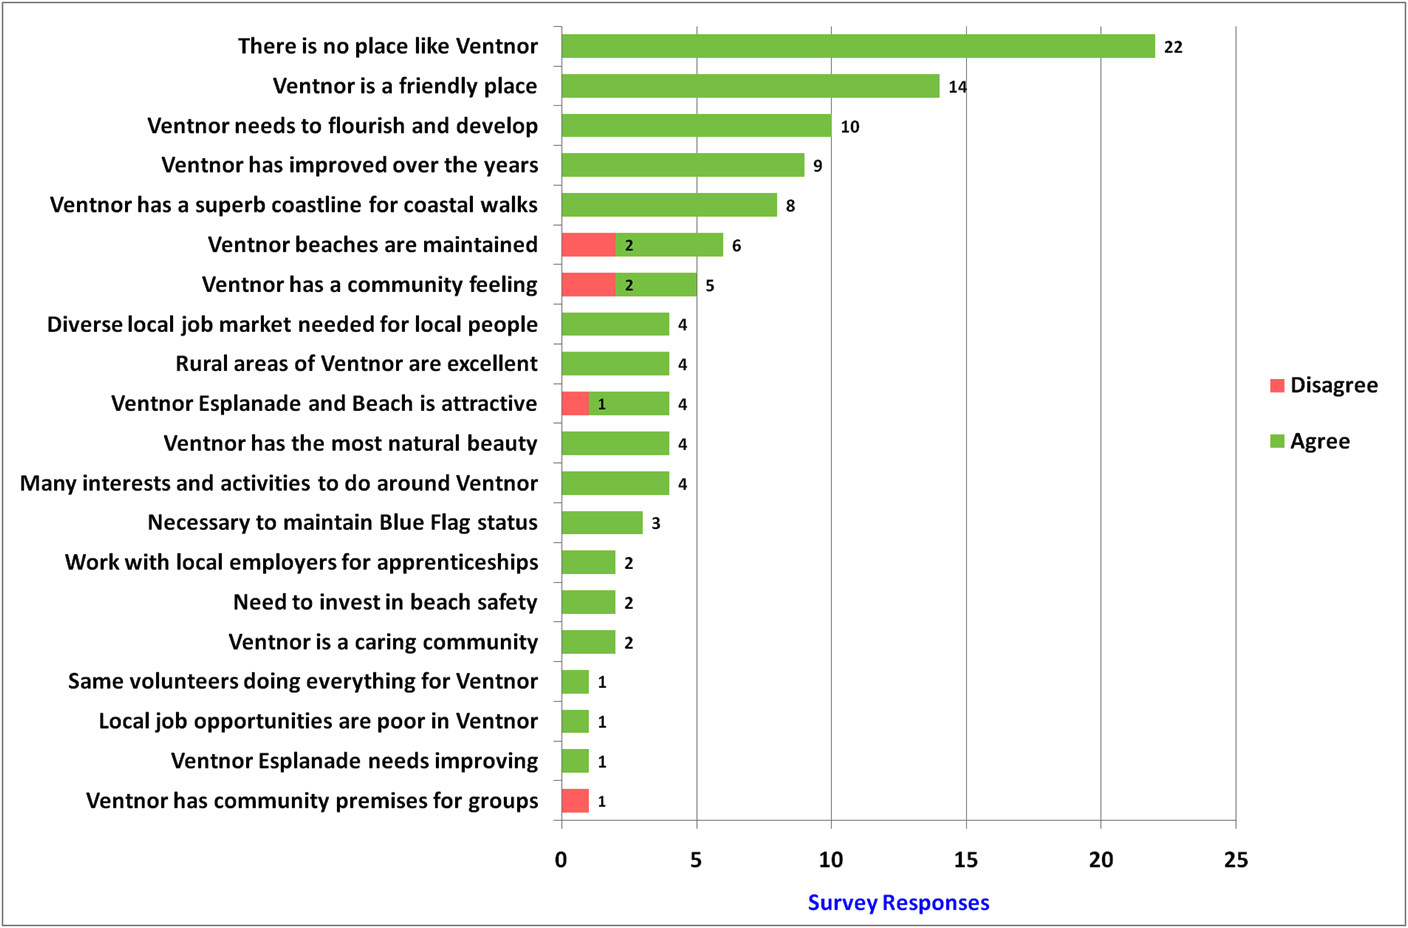 There is no place like Ventnor 22
Ventnor is a friendly place 14
Ventnor needs to flourish and develop 10
Ventnor has improved over the years 9
Ventnor has a superb coastline for coastal walks 8
Ventnor beaches are maintained 2 6
Ventnor has a community feeling 2 5
Diverse local job market needed for local people 4
Rural areas of Ventnor are excellent 4
Ventnor Esplanade and Beach is attractive 1 4
Ventnor has the most natural beauty 4
Many interests and activities to do around Ventnor 4
Necessary to maintain Blue Flag status 3
Work with local employers for apprenticeships 2
Need to invest in beach safety 2
Ventnor is a caring community 2
Same volunteers doing everything for Ventnor 1
Local job opportunities are poor in Ventnor 1
Ventnor Esplanade needs improving 1
Ventnor has community premises for groups 1
0 5 10 15 20 25
Survey Responses
Disagree
Agree